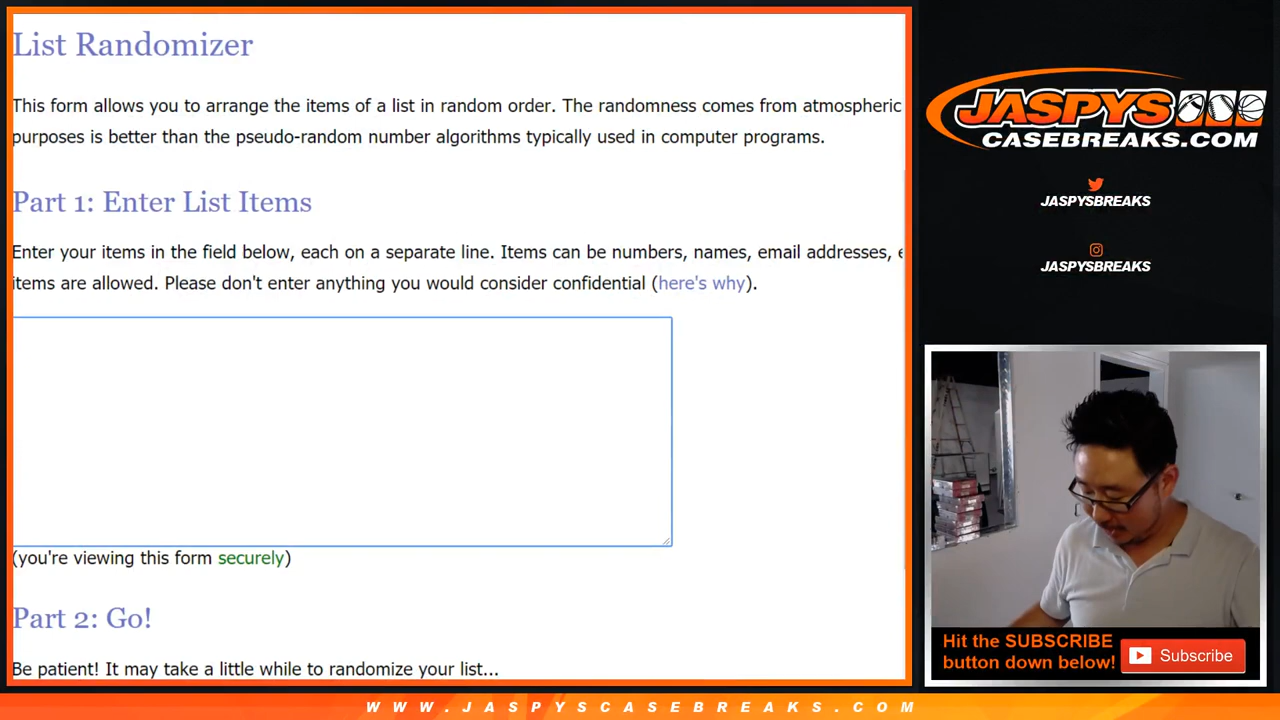 List Randomizer
This form allows you to arrange the items of a list in random order. The randomness comes from atmospheric
purposes is better than the pseudo-random number algorithms typically used in computer programs.
Part 1: Enter List Items
Enter your items in the field below, each on a separate line. Items can be numbers, names, email addresses, e
items are allowed. Please don't enter anything you would consider confidential (here's why).
(you're viewing this form securely)
Part 2: Go!
Be patient! It may take a little while to randomize your list...
JASPYS
CASEBREAKS.COM
JASPYSBREAKS
JASPYSBREAKS
Hit the SUBSCRIBE
button down below!
Subscribe
WWW.JASPYSCASEBREAKS.COM